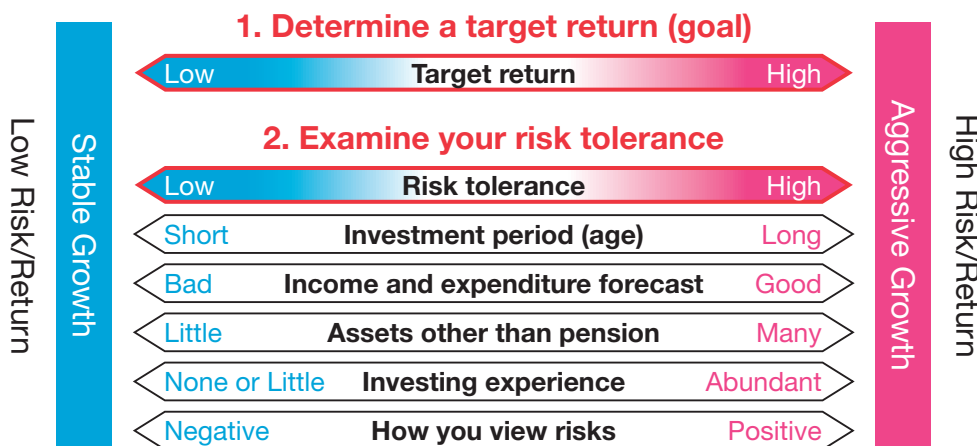 1. Determine a target return (goal)
Low Target return High
2. Examine your risk tolerance
Low Risk tolerance High
Short Investment period (age) Long
Bad Income and expenditure forecast Good
Little Assets other than pension Many
None or Little Investing experience Abundant
Negative How you view risks Positive
Low Risk/Return
Stable Growth
Aggressive Growth
High Risk/Return